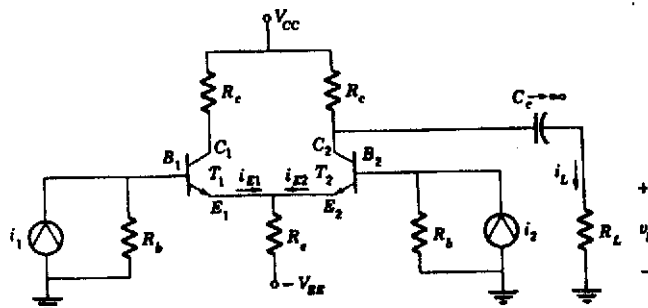 V_CC
R_c R_c
C_c→∞
C_1 C_2
B_1 B_2
T_1 i_E1 i_E2 T_2
i_L
E_1 E_2
i_1 R_b R_e R_b i_2 R_L
+
−V_EE
−